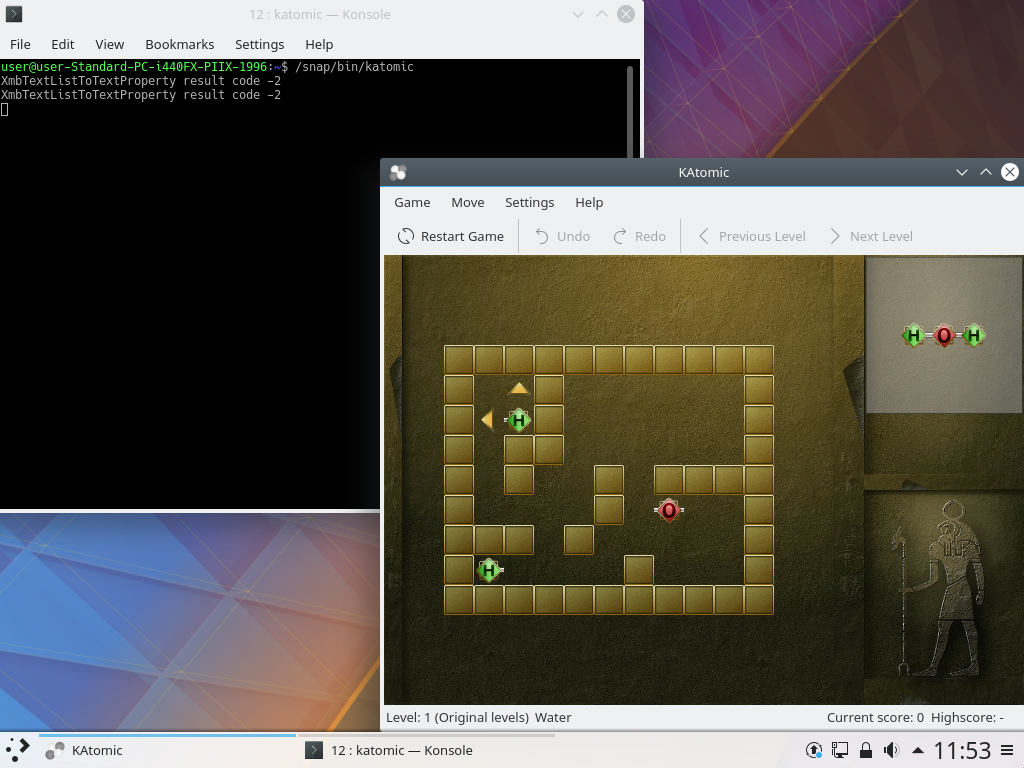 12 : katomic — Konsole
File Edit View Bookmarks Settings Help
user@user-Standard-PC-i440FX-PIIX-1996:~$ /snap/bin/katomic
XmbTextListToTextProperty result code -2
XmbTextListToTextProperty result code -2
KAtomic
Game Move Settings Help
Restart Game Undo Redo Previous Level Next Level
H O H
H
O
H
Level: 1 (Original levels) Water Current score: 0 Highscore: -
KAtomic 12 : katomic — Konsole 11:53